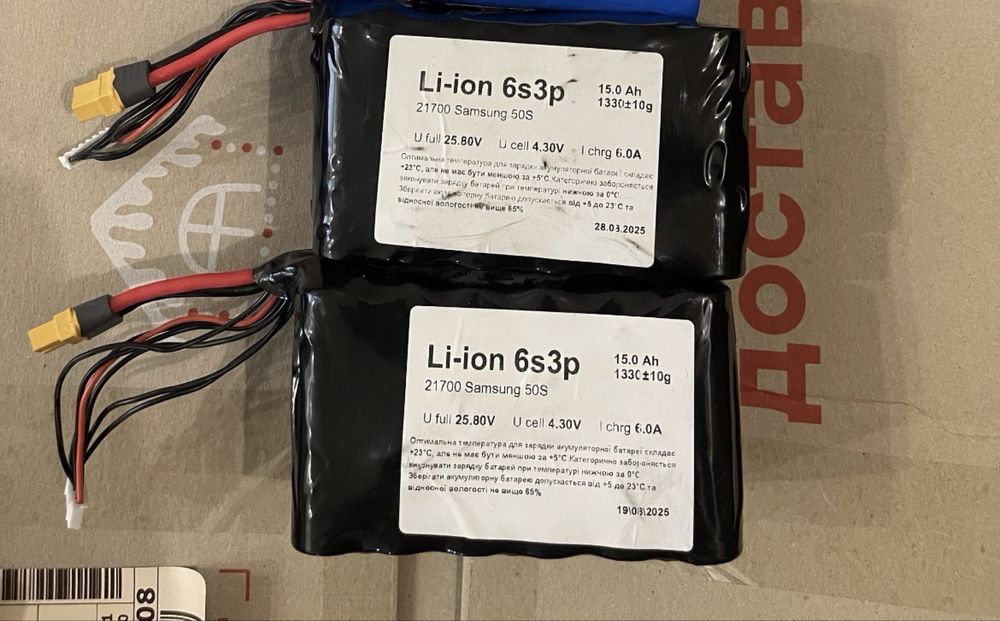 Li-ion 6s3p
15.0 Ah
1330±10g
21700 Samsung 50S
U full 25.80V U cell 4.30V I chrg 6.0A
Оптимальна температура для зарядки акумуляторної батареї складає
+23°C, але не має бути меншою за +5°C.Категорично забороняється
виконувати зарядку батарей при температурі нижчою за 0°C.
Зберігати акумуляторну батарею допускається від +5 до 23°C та
відносної вологості не вище 65%
28.03.2025
Li-ion 6s3p
15.0 Ah
1330±10g
21700 Samsung 50S
U full 25.80V U cell 4.30V I chrg 6.0A
Оптимальна температура для зарядки акумуляторної батареї складає
+23°C, але не має бути меншою за +5°C.Категорично забороняється
виконувати зарядку батарей при температурі нижчою за 0°C
Зберігати акумуляторну батарею допускається від +5 до 23°C та
відносної вологості не вище 65%
19\03\2025
Достав
08